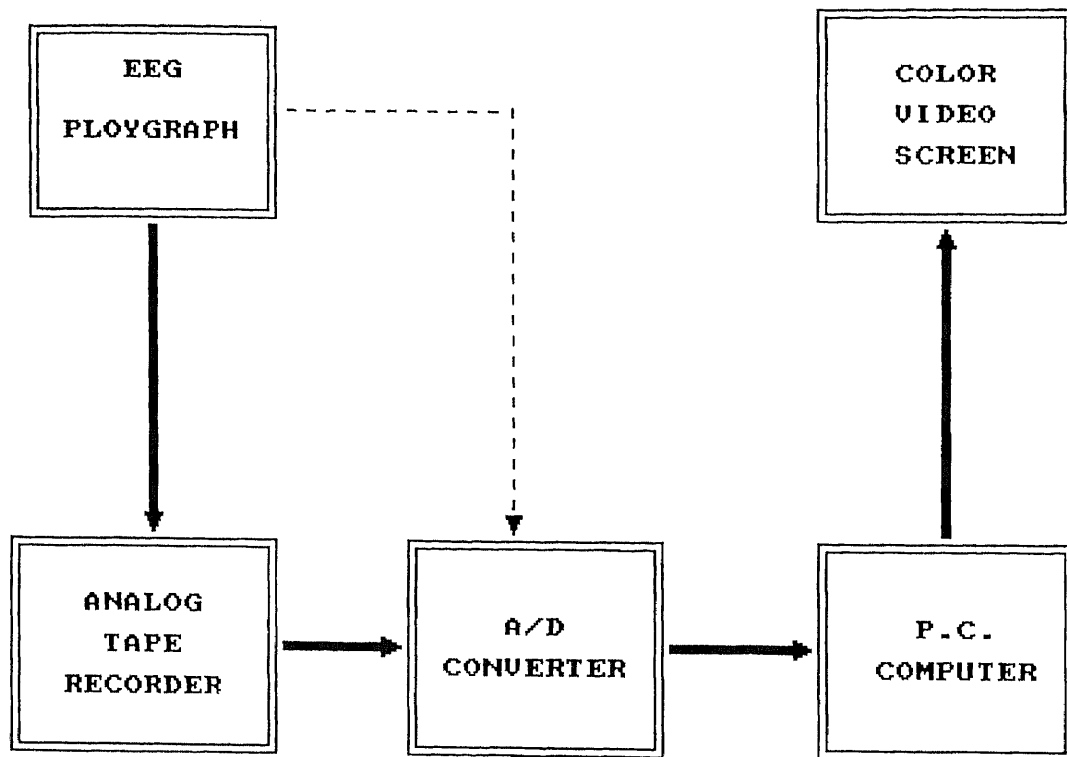 EEG
PLOYGRAPH
COLOR
VIDEO
SCREEN
ANALOG
TAPE
RECORDER
A/D
CONVERTER
P.C.
COMPUTER